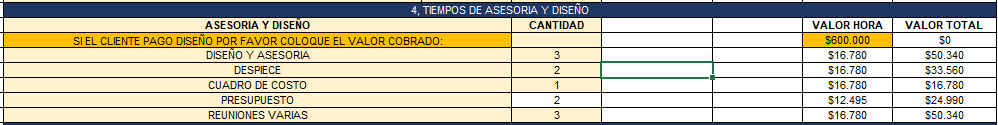 4, TIEMPOS DE ASESORIA Y DISEÑO
ASESORIA Y DISEÑO CANTIDAD VALOR HORA VALOR TOTAL
SI EL CLIENTE PAGO DISEÑO POR FAVOR COLOQUE EL VALOR COBRADO: $600.000 $0
DISEÑO Y ASESORIA 3 $16.780 $50.340
DESPIECE 2 $16.780 $33.560
CUADRO DE COSTO 1 $16.780 $16.780
PRESUPUESTO 2 $12.495 $24.990
REUNIONES VARIAS 3 $16.780 $50.340